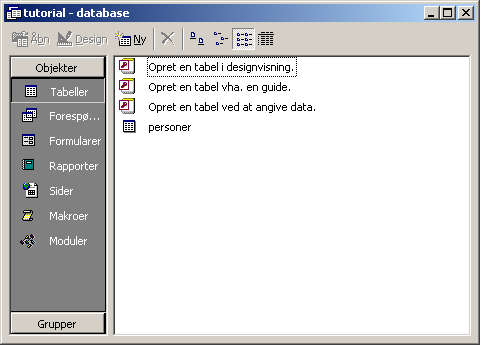 tutorial - database
Åbn Design Ny
Objekter
Tabeller
Forespø...
Formularer
Rapporter
Sider
Makroer
Moduler
Grupper
Opret en tabel i designvisning.
Opret en tabel vha. en guide.
Opret en tabel ved at angive data.
personer